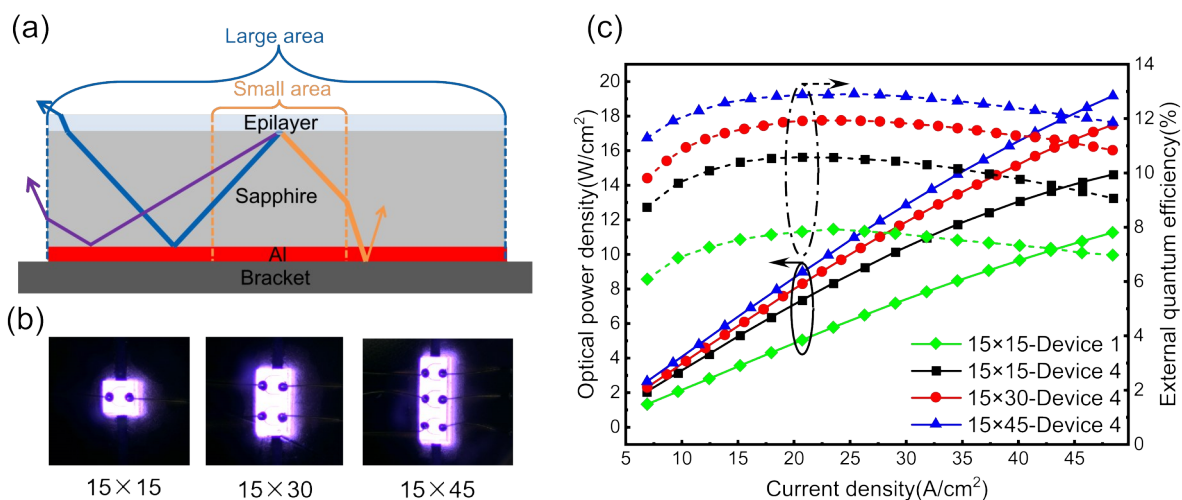 (a)
Large area
Small area
Epilayer
Sapphire
Al
Bracket
(b)
15×15
15×30
15×45
(c)
Optical power density(W/cm²)
20
18
16
14
12
10
8
6
4
2
0
14
12
10
8
6
4
2
0
External quantum efficiency(%)
15×15-Device 1
15×15-Device 4
15×30-Device 4
15×45-Device 4
5 10 15 20 25 30 35 40 45 50
Current density(A/cm²)